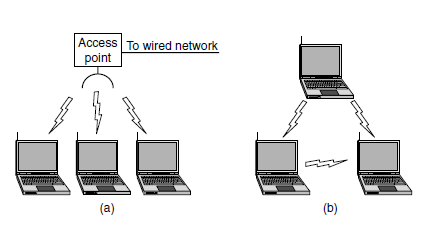 Access
point
To wired network
(a)
(b)